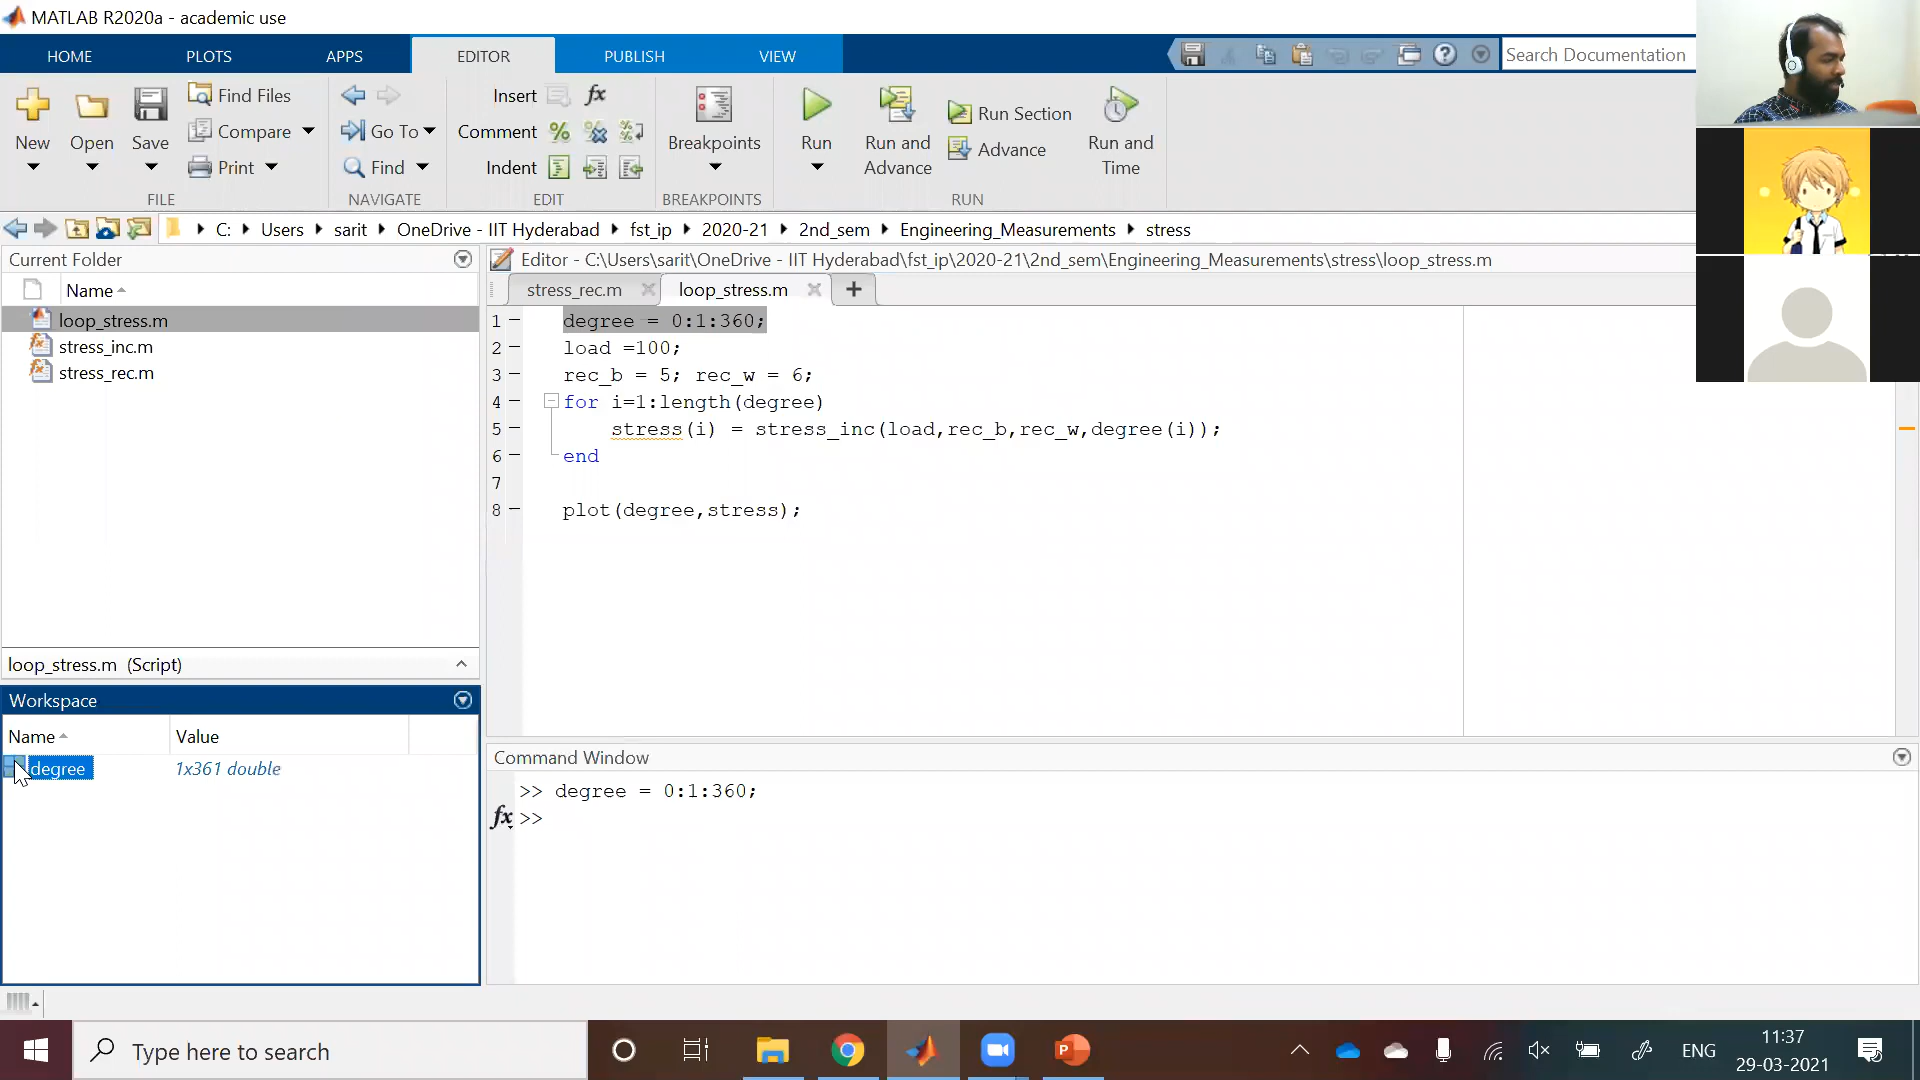 MATLAB R2020a - academic use
HOME PLOTS APPS EDITOR PUBLISH VIEW
Search Documentation
New
Open
Save
Find Files
Compare
Print
FILE
Go To
Find
NAVIGATE
Insert fx
Comment
Indent
EDIT
Breakpoints
BREAKPOINTS
Run
Run and
Advance
Run Section
Advance
Run and
Time
RUN
C: Users sarit OneDrive - IIT Hyderabad fst_ip 2020-21 2nd_sem Engineering_Measurements stress
Current Folder
Name
loop_stress.m
stress_inc.m
stress_rec.m
loop_stress.m (Script)
Workspace
Name Value
degree 1x361 double
Editor - C:\Users\sarit\OneDrive - IIT Hyderabad\fst_ip\2020-21\2nd_sem\Engineering_Measurements\stress\loop_stress.m
stress_rec.m loop_stress.m
1 degree = 0:1:360;
2 load =100;
3 rec_b = 5; rec_w = 6;
4 for i=1:length(degree)
5 stress(i) = stress_inc(load,rec_b,rec_w,degree(i));
6 end
7
8 plot(degree,stress);
Command Window
>> degree = 0:1:360;
fx >>
Type here to search
ENG
11:37
29-03-2021